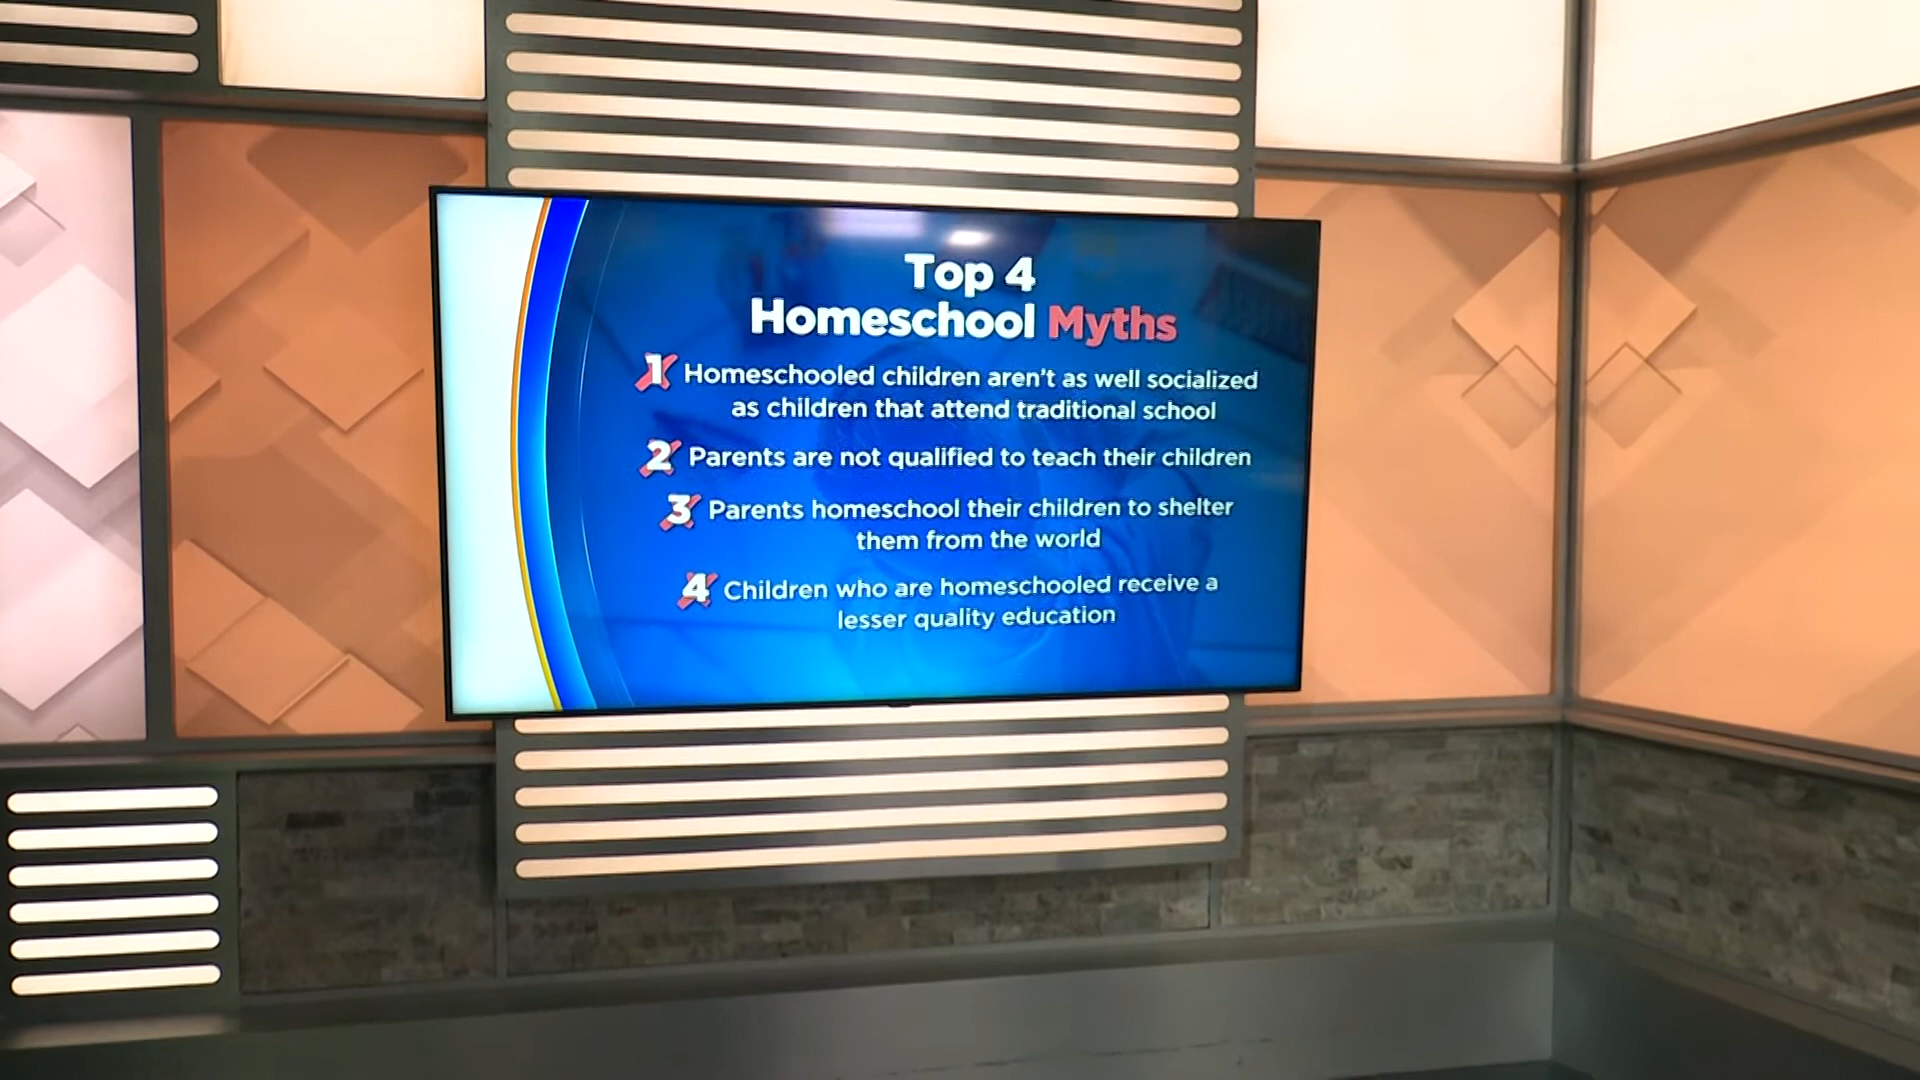 Top 4
Homeschool Myths
1 Homeschooled children aren't as well socialized
as children that attend traditional school
2 Parents are not qualified to teach their children
3 Parents homeschool their children to shelter
them from the world
4 Children who are homeschooled receive a
lesser quality education